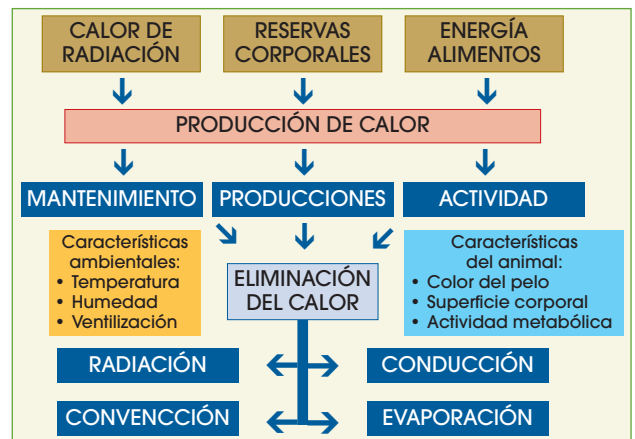 CALOR DE
RADIACIÓN
RESERVAS
CORPORALES
ENERGÍA
ALIMENTOS
PRODUCCIÓN DE CALOR
MANTENIMIENTO
PRODUCCIONES
ACTIVIDAD
Características
ambientales:
• Temperatura
• Humedad
• Ventilización
ELIMINACIÓN
DEL CALOR
Características
del animal:
• Color del pelo
• Superficie corporal
• Actividad metabólica
RADIACIÓN
CONDUCCIÓN
CONVENCCIÓN
EVAPORACIÓN